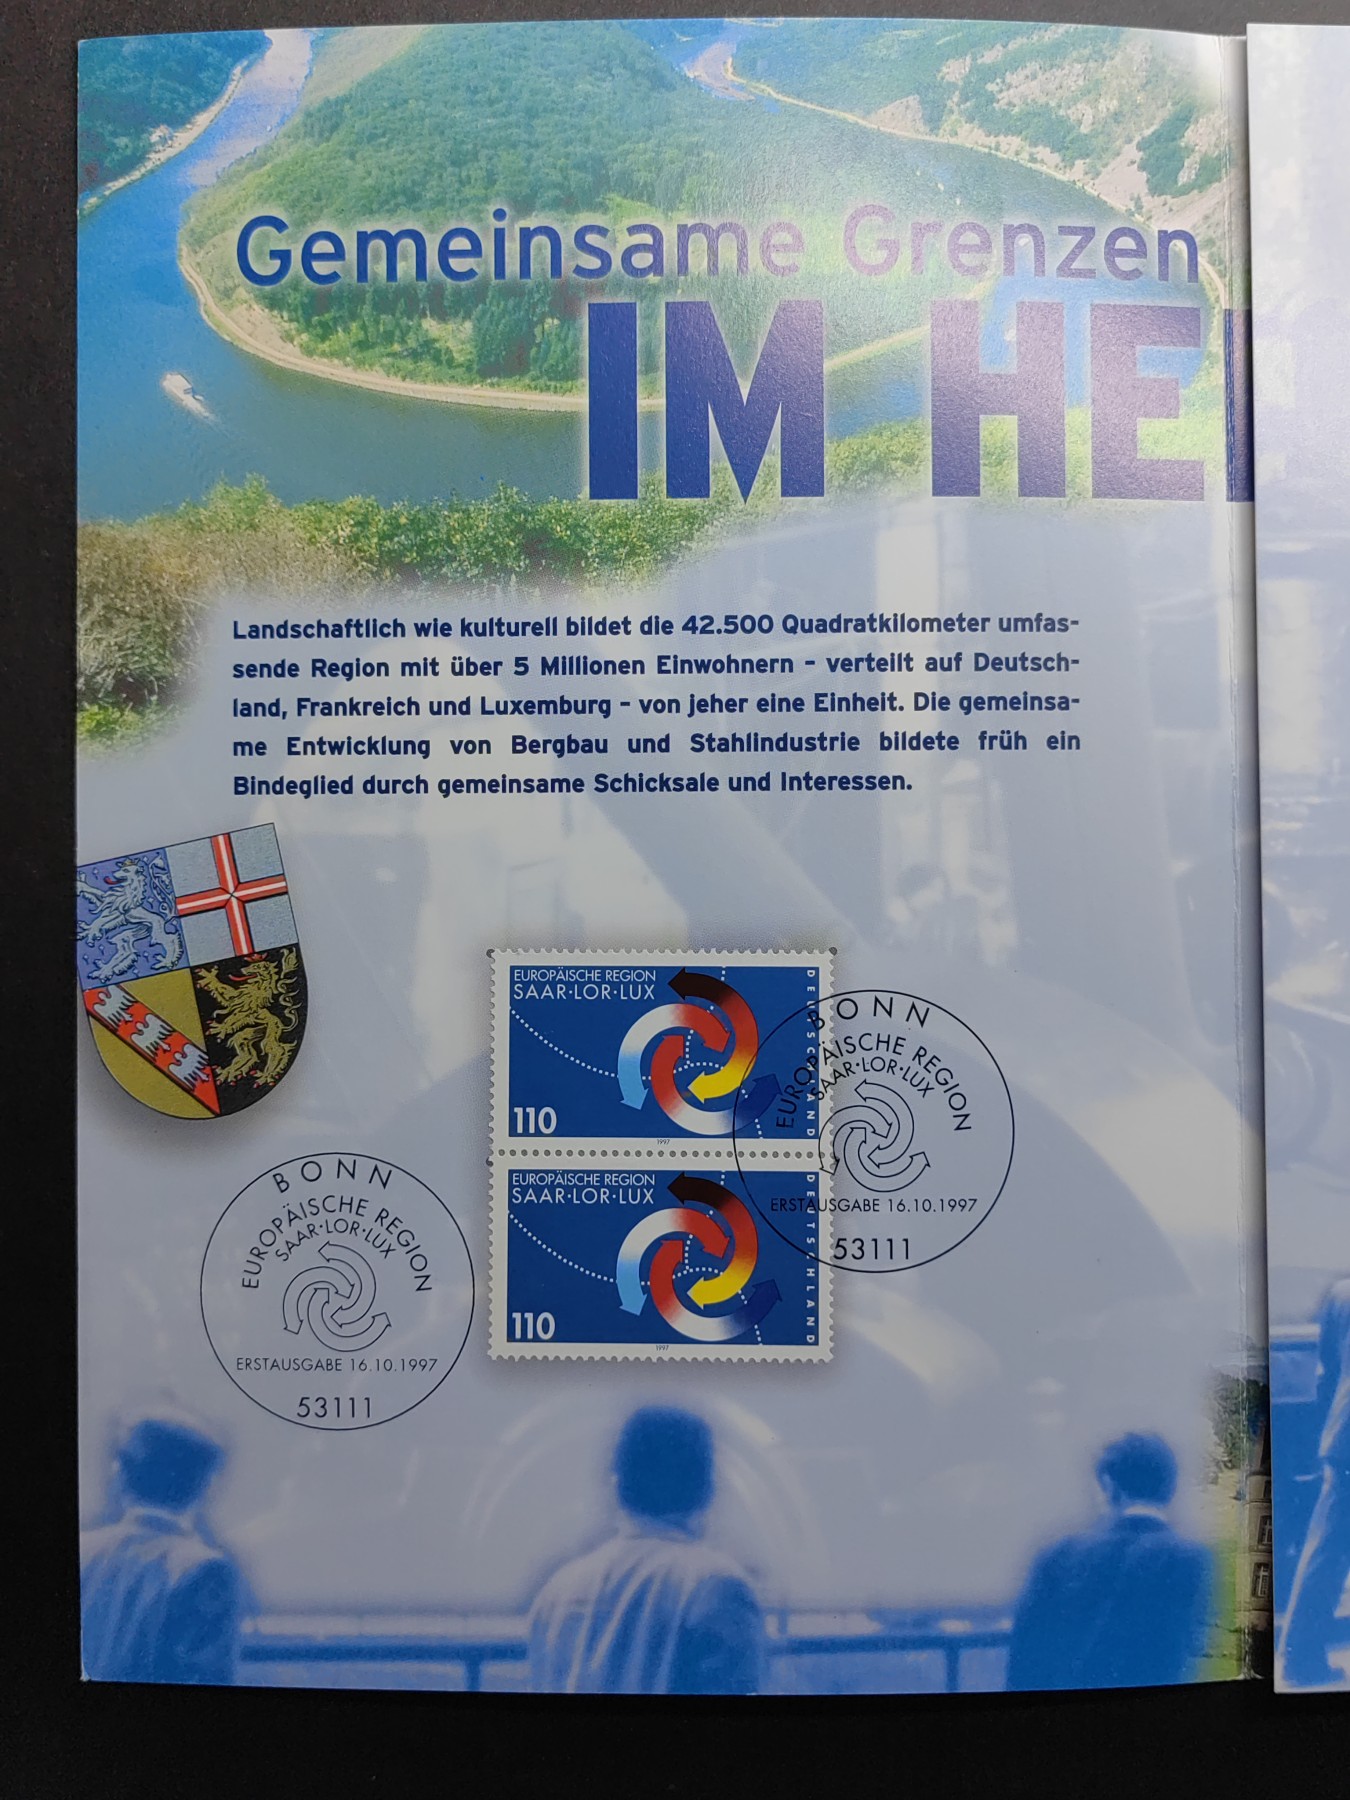 Gemeinsame Grenzen
IM HE
Landschaftlich wie kulturell bildet die 42.500 Quadratkilometer umfas-
sende Region mit über 5 Millionen Einwohnern – verteilt auf Deutsch-
land, Frankreich und Luxemburg – von jeher eine Einheit. Die gemeinsa-
me Entwicklung von Bergbau und Stahlindustrie bildete früh ein
Bindeglied durch gemeinsame Schicksale und Interessen.
EUROPÄISCHE REGION
SAAR·LOR·LUX
DEUTSCHLAND
110
1997
EUROPÄISCHE REGION
SAAR·LOR·LUX
DEUTSCHLAND
110
1997
BONN
EUROPÄISCHE REGION
SAAR·LOR·LUX
ERSTAUSGABE 16.10.1997
53111
BONN
EUROPÄISCHE REGION
SAAR·LOR·LUX
ERSTAUSGABE 16.10.1997
53111